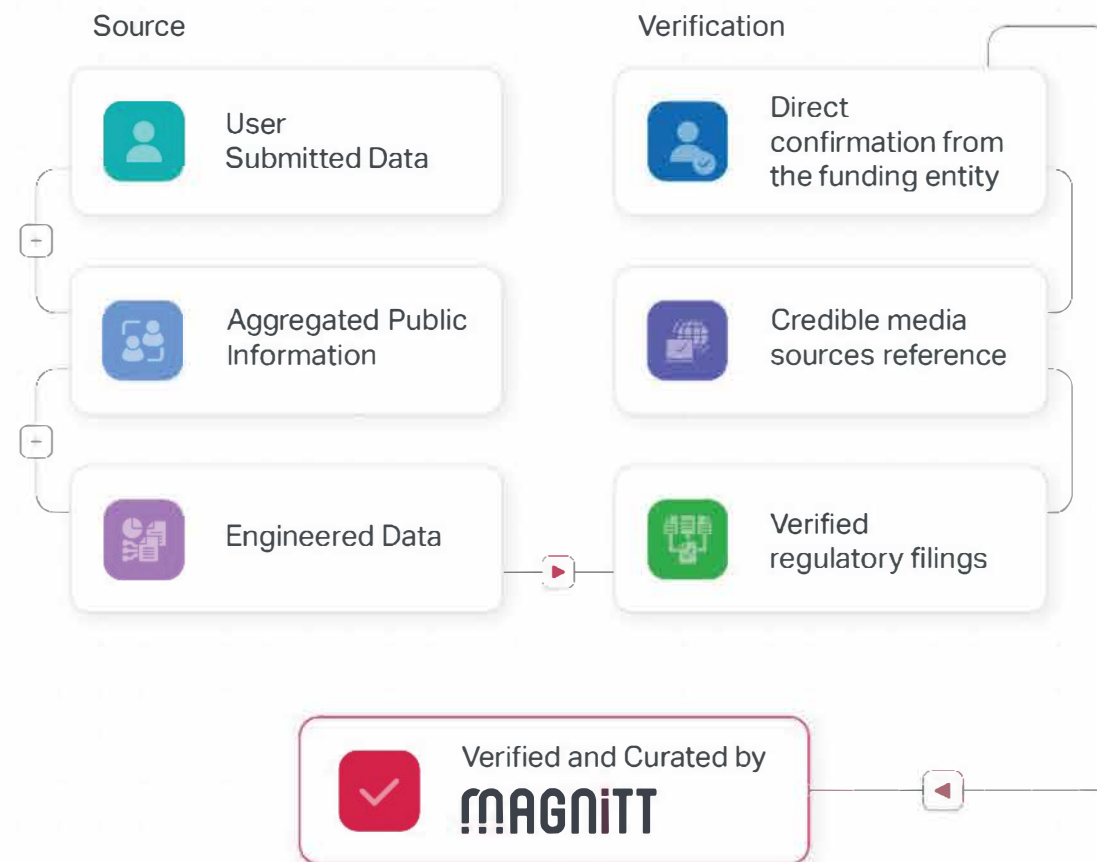 Source
User
Submitted Data
Aggregated Public
Information
Engineered Data
Verification
Direct
confirmation from
the funding entity
Credible media
sources reference
Verified
regulatory filings
Verified and Curated by
MAGNiTT